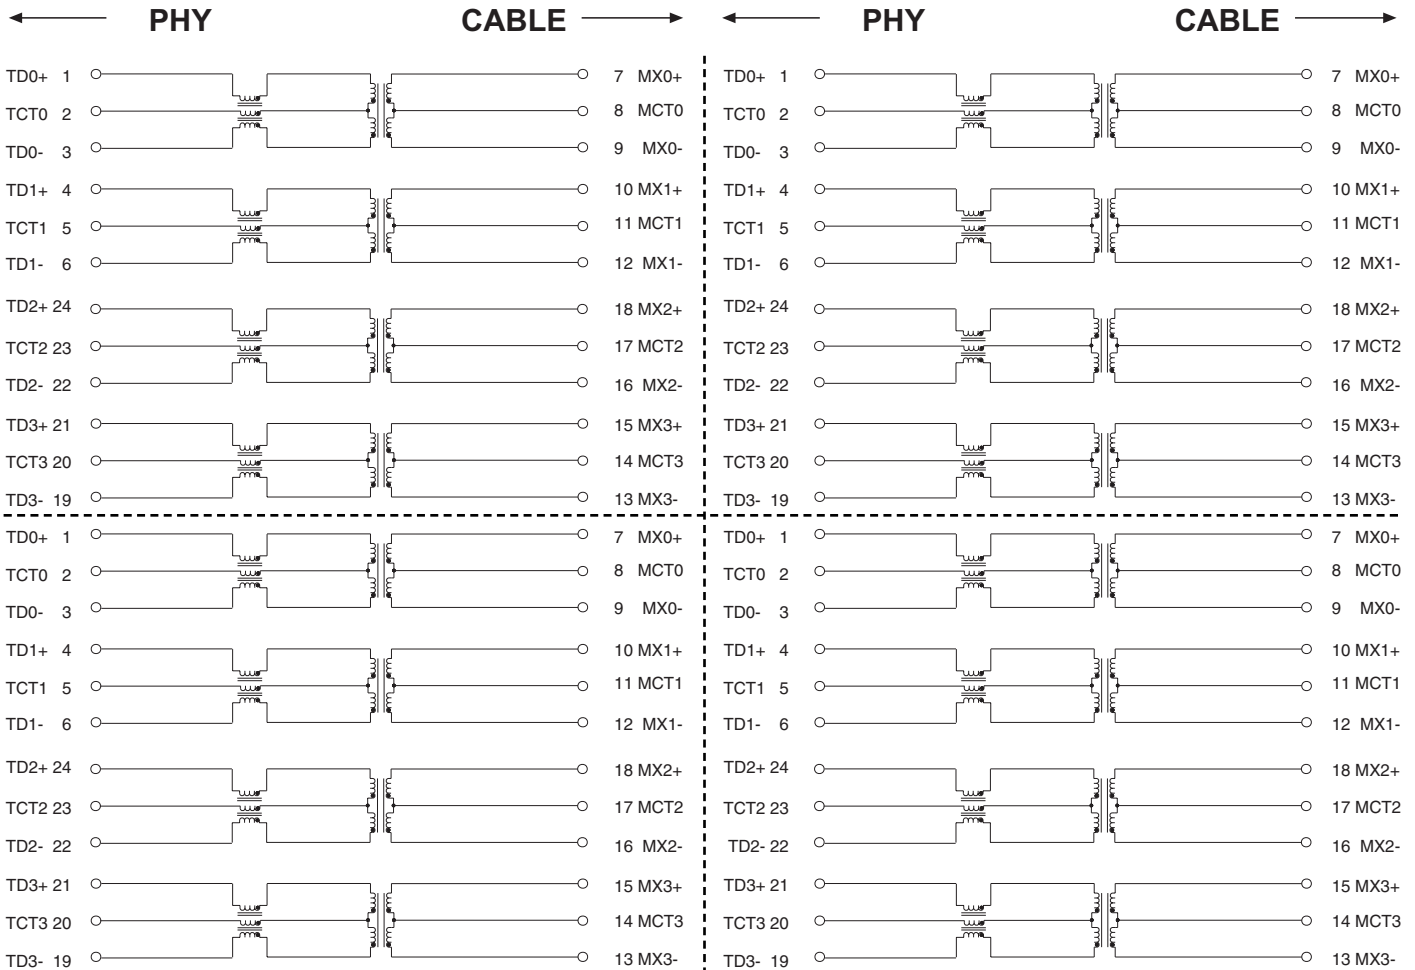 PHY CABLE PHY CABLE
TD0+ 1 7 MX0+ TD0+ 1 7 MX0+
TCT0 2 8 MCT0 TCT0 2 8 MCT0
TD0- 3 9 MX0- TD0- 3 9 MX0-
TD1+ 4 10 MX1+ TD1+ 4 10 MX1+
TCT1 5 11 MCT1 TCT1 5 11 MCT1
TD1- 6 12 MX1- TD1- 6 12 MX1-
TD2+ 24 18 MX2+ TD2+ 24 18 MX2+
TCT2 23 17 MCT2 TCT2 23 17 MCT2
TD2- 22 16 MX2- TD2- 22 16 MX2-
TD3+ 21 15 MX3+ TD3+ 21 15 MX3+
TCT3 20 14 MCT3 TCT3 20 14 MCT3
TD3- 19 13 MX3- TD3- 19 13 MX3-
TD0+ 1 7 MX0+ TD0+ 1 7 MX0+
TCT0 2 8 MCT0 TCT0 2 8 MCT0
TD0- 3 9 MX0- TD0- 3 9 MX0-
TD1+ 4 10 MX1+ TD1+ 4 10 MX1+
TCT1 5 11 MCT1 TCT1 5 11 MCT1
TD1- 6 12 MX1- TD1- 6 12 MX1-
TD2+ 24 18 MX2+ TD2+ 24 18 MX2+
TCT2 23 17 MCT2 TCT2 23 17 MCT2
TD2- 22 16 MX2- TD2- 22 16 MX2-
TD3+ 21 15 MX3+ TD3+ 21 15 MX3+
TCT3 20 14 MCT3 TCT3 20 14 MCT3
TD3- 19 13 MX3- TD3- 19 13 MX3-